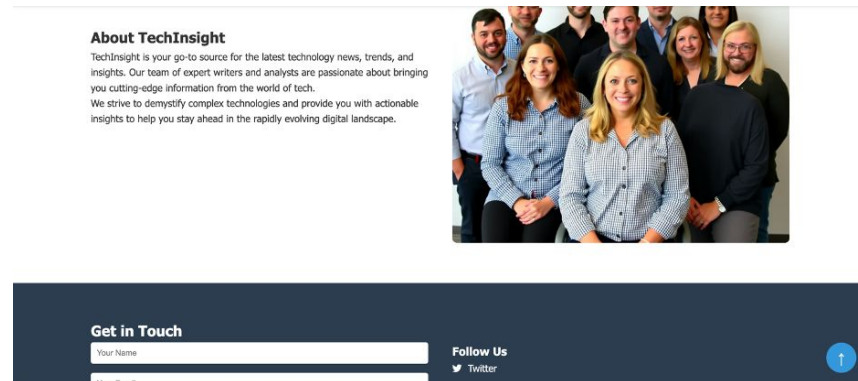 About TechInsight
TechInsight is your go-to source for the latest technology news, trends, and
insights. Our team of expert writers and analysts are passionate about bringing
you cutting-edge information from the world of tech.
We strive to demystify complex technologies and provide you with actionable
insights to help you stay ahead in the rapidly evolving digital landscape.
Get in Touch
Your Name
Follow Us
Twitter